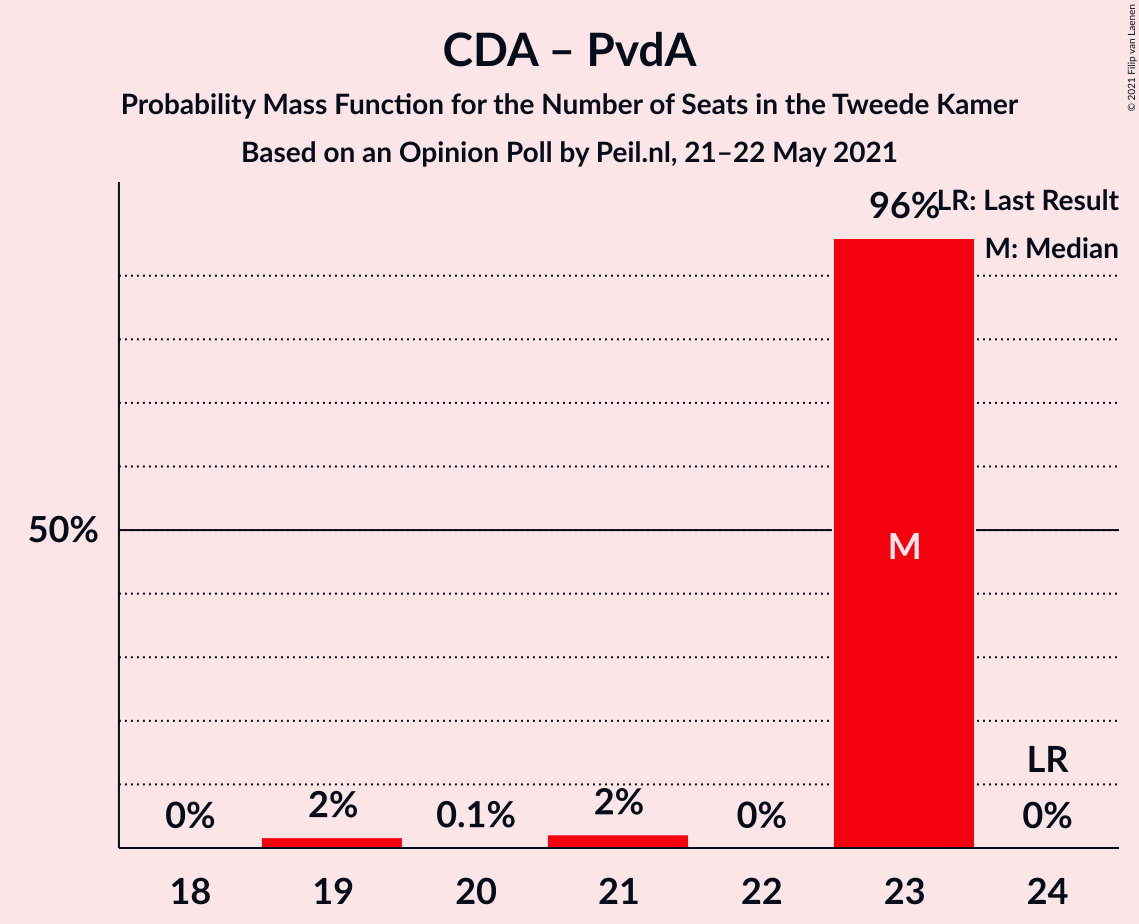 CDA – PvdA
Probability Mass Function for the Number of Seats in the Tweede Kamer
Based on an Opinion Poll by Peil.nl, 21–22 May 2021
© 2021 Filip van Laenen
LR: Last Result
M: Median
96%
50%
M
LR
0%
2%
0.1%
2%
0%
0%
18
19
20
21
22
23
24